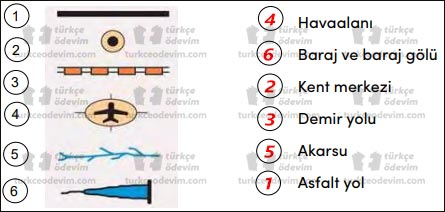 1
2
3
4
5
6
4 Havaalanı
6 Baraj ve baraj gölü
2 Kent merkezi
3 Demir yolu
5 Akarsu
1 Asfalt yol
türkçe ödevim
turkceodevim.com